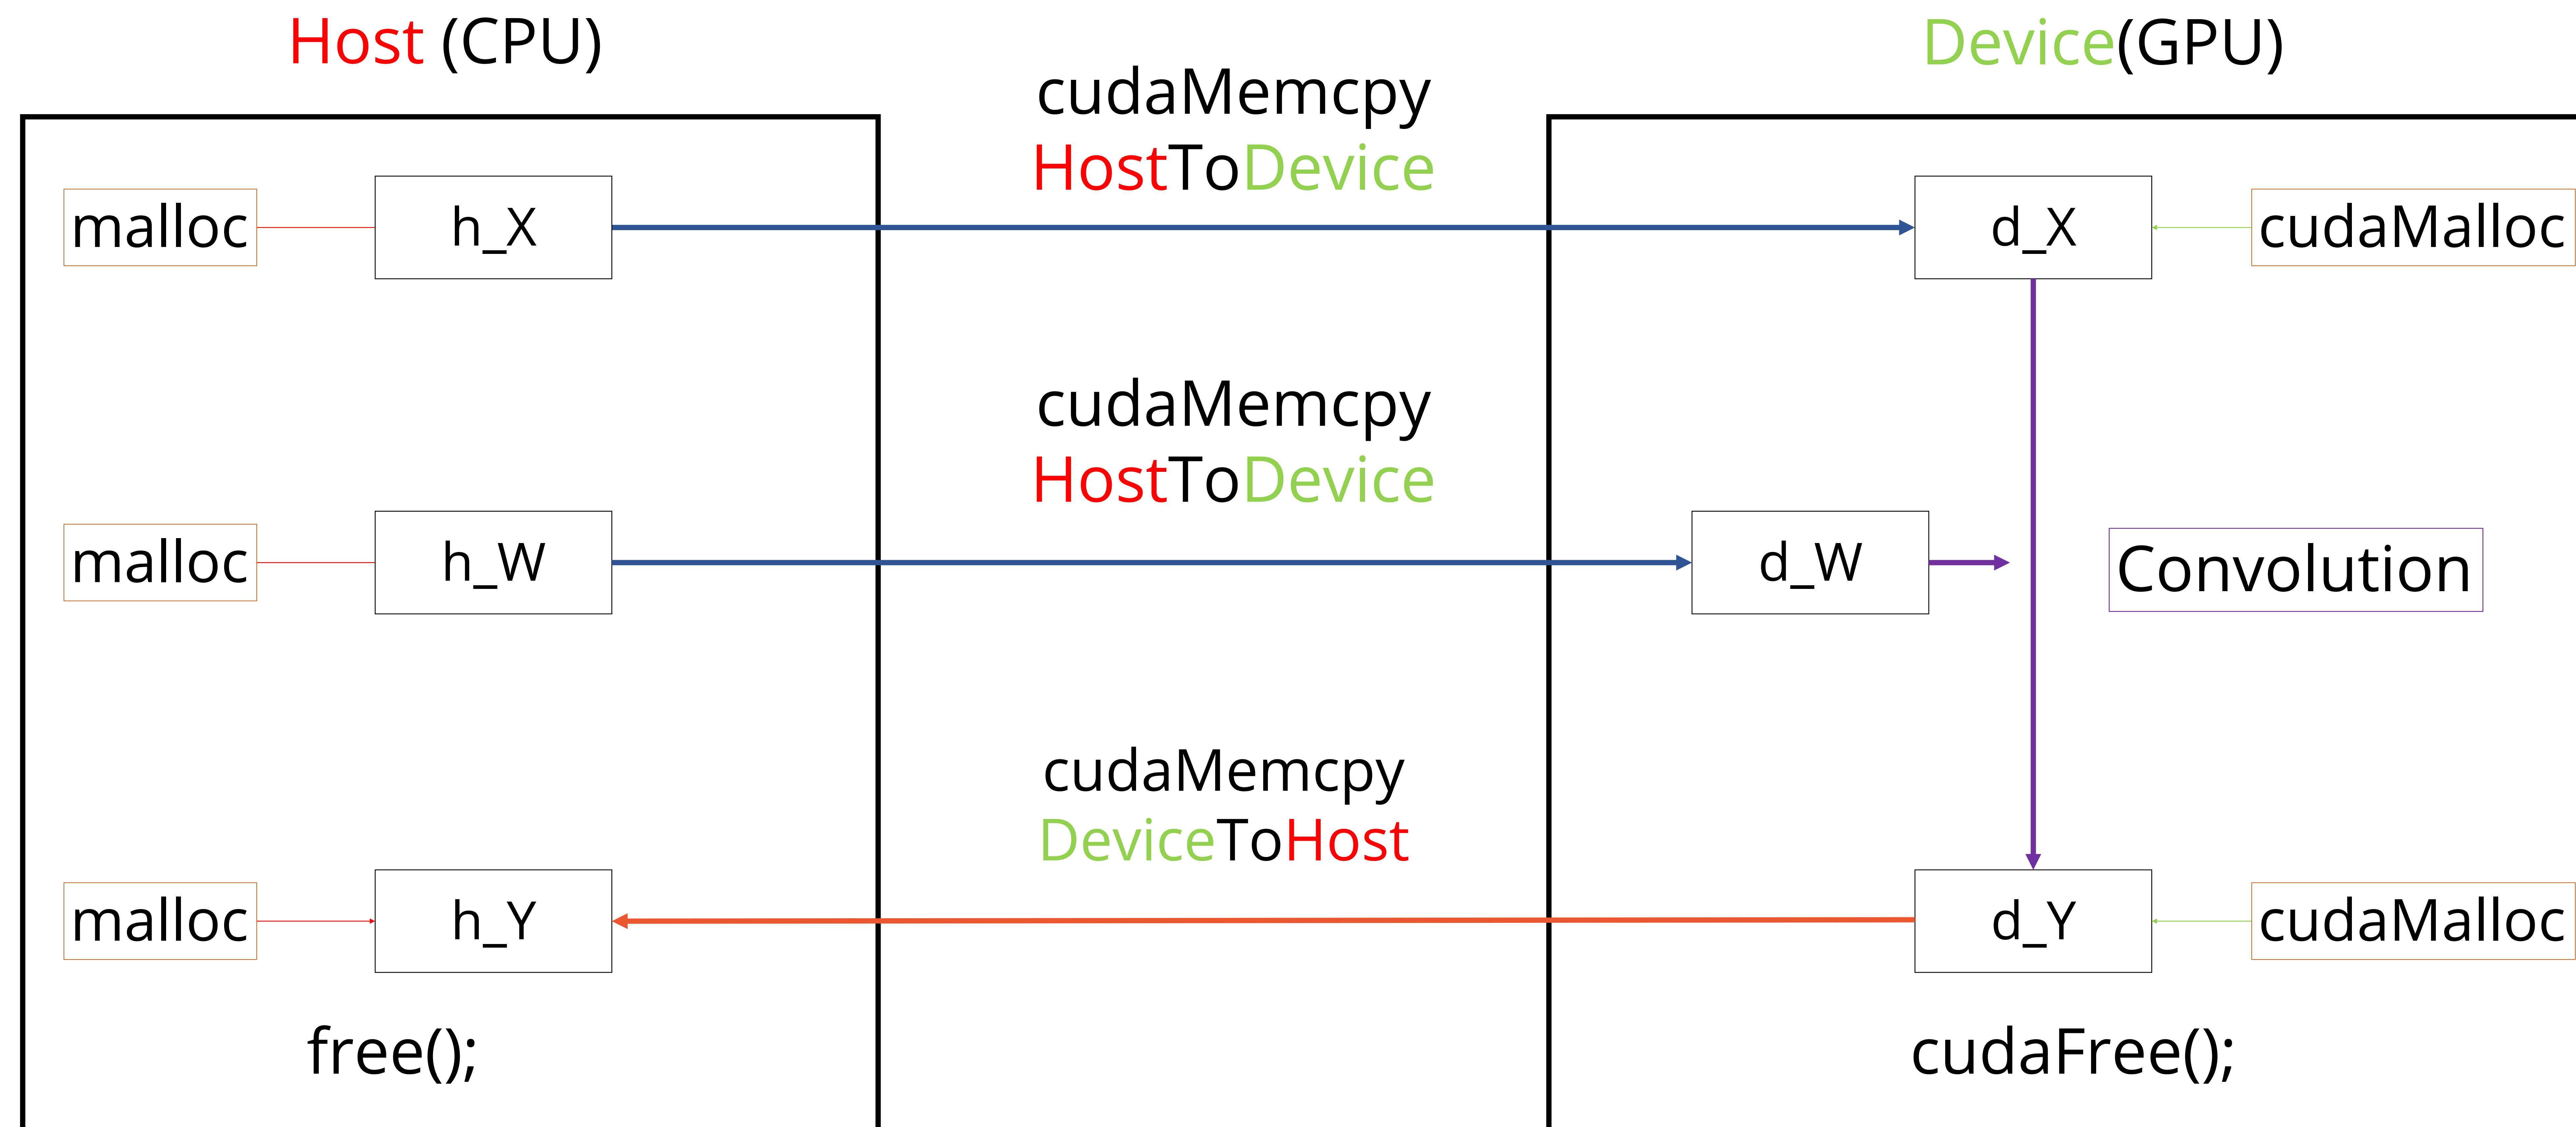 Host (CPU)
Device(GPU)
cudaMemcpy
HostToDevice
malloc
h_X
d_X
cudaMalloc
cudaMemcpy
HostToDevice
malloc
h_W
d_W
Convolution
cudaMemcpy
DeviceToHost
malloc
h_Y
d_Y
cudaMalloc
free();
cudaFree();